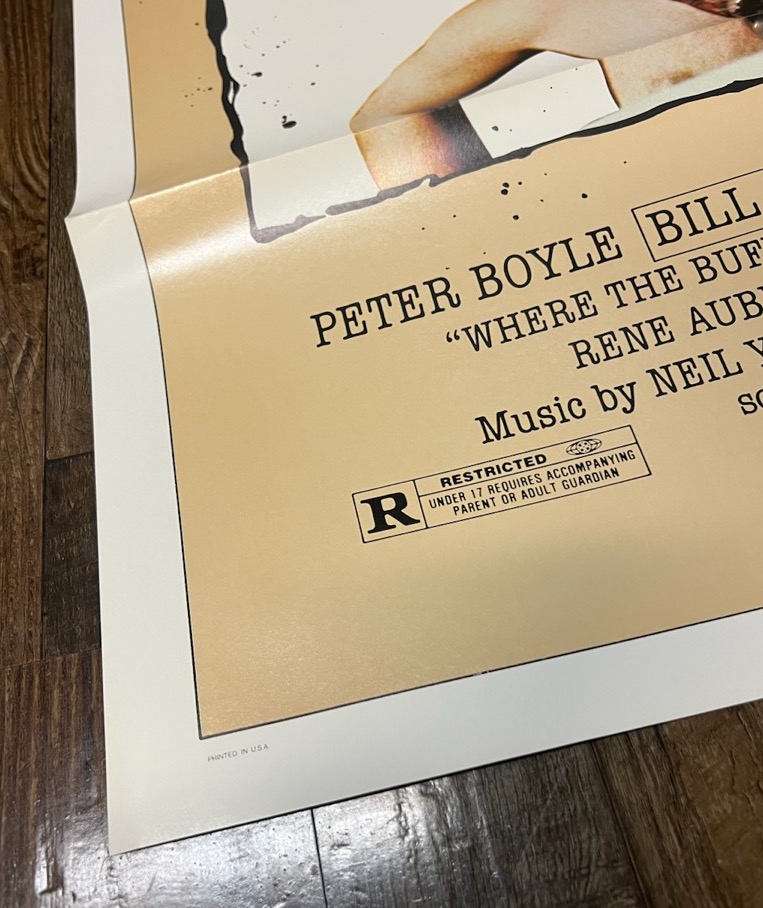 PETER BOYLE BILL
“WHERE THE BUF
RENE AUB
Music by NEIL Y
sc
R
RESTRICTED
UNDER 17 REQUIRES ACCOMPANYING
PARENT OR ADULT GUARDIAN
PRINTED IN U.S.A.